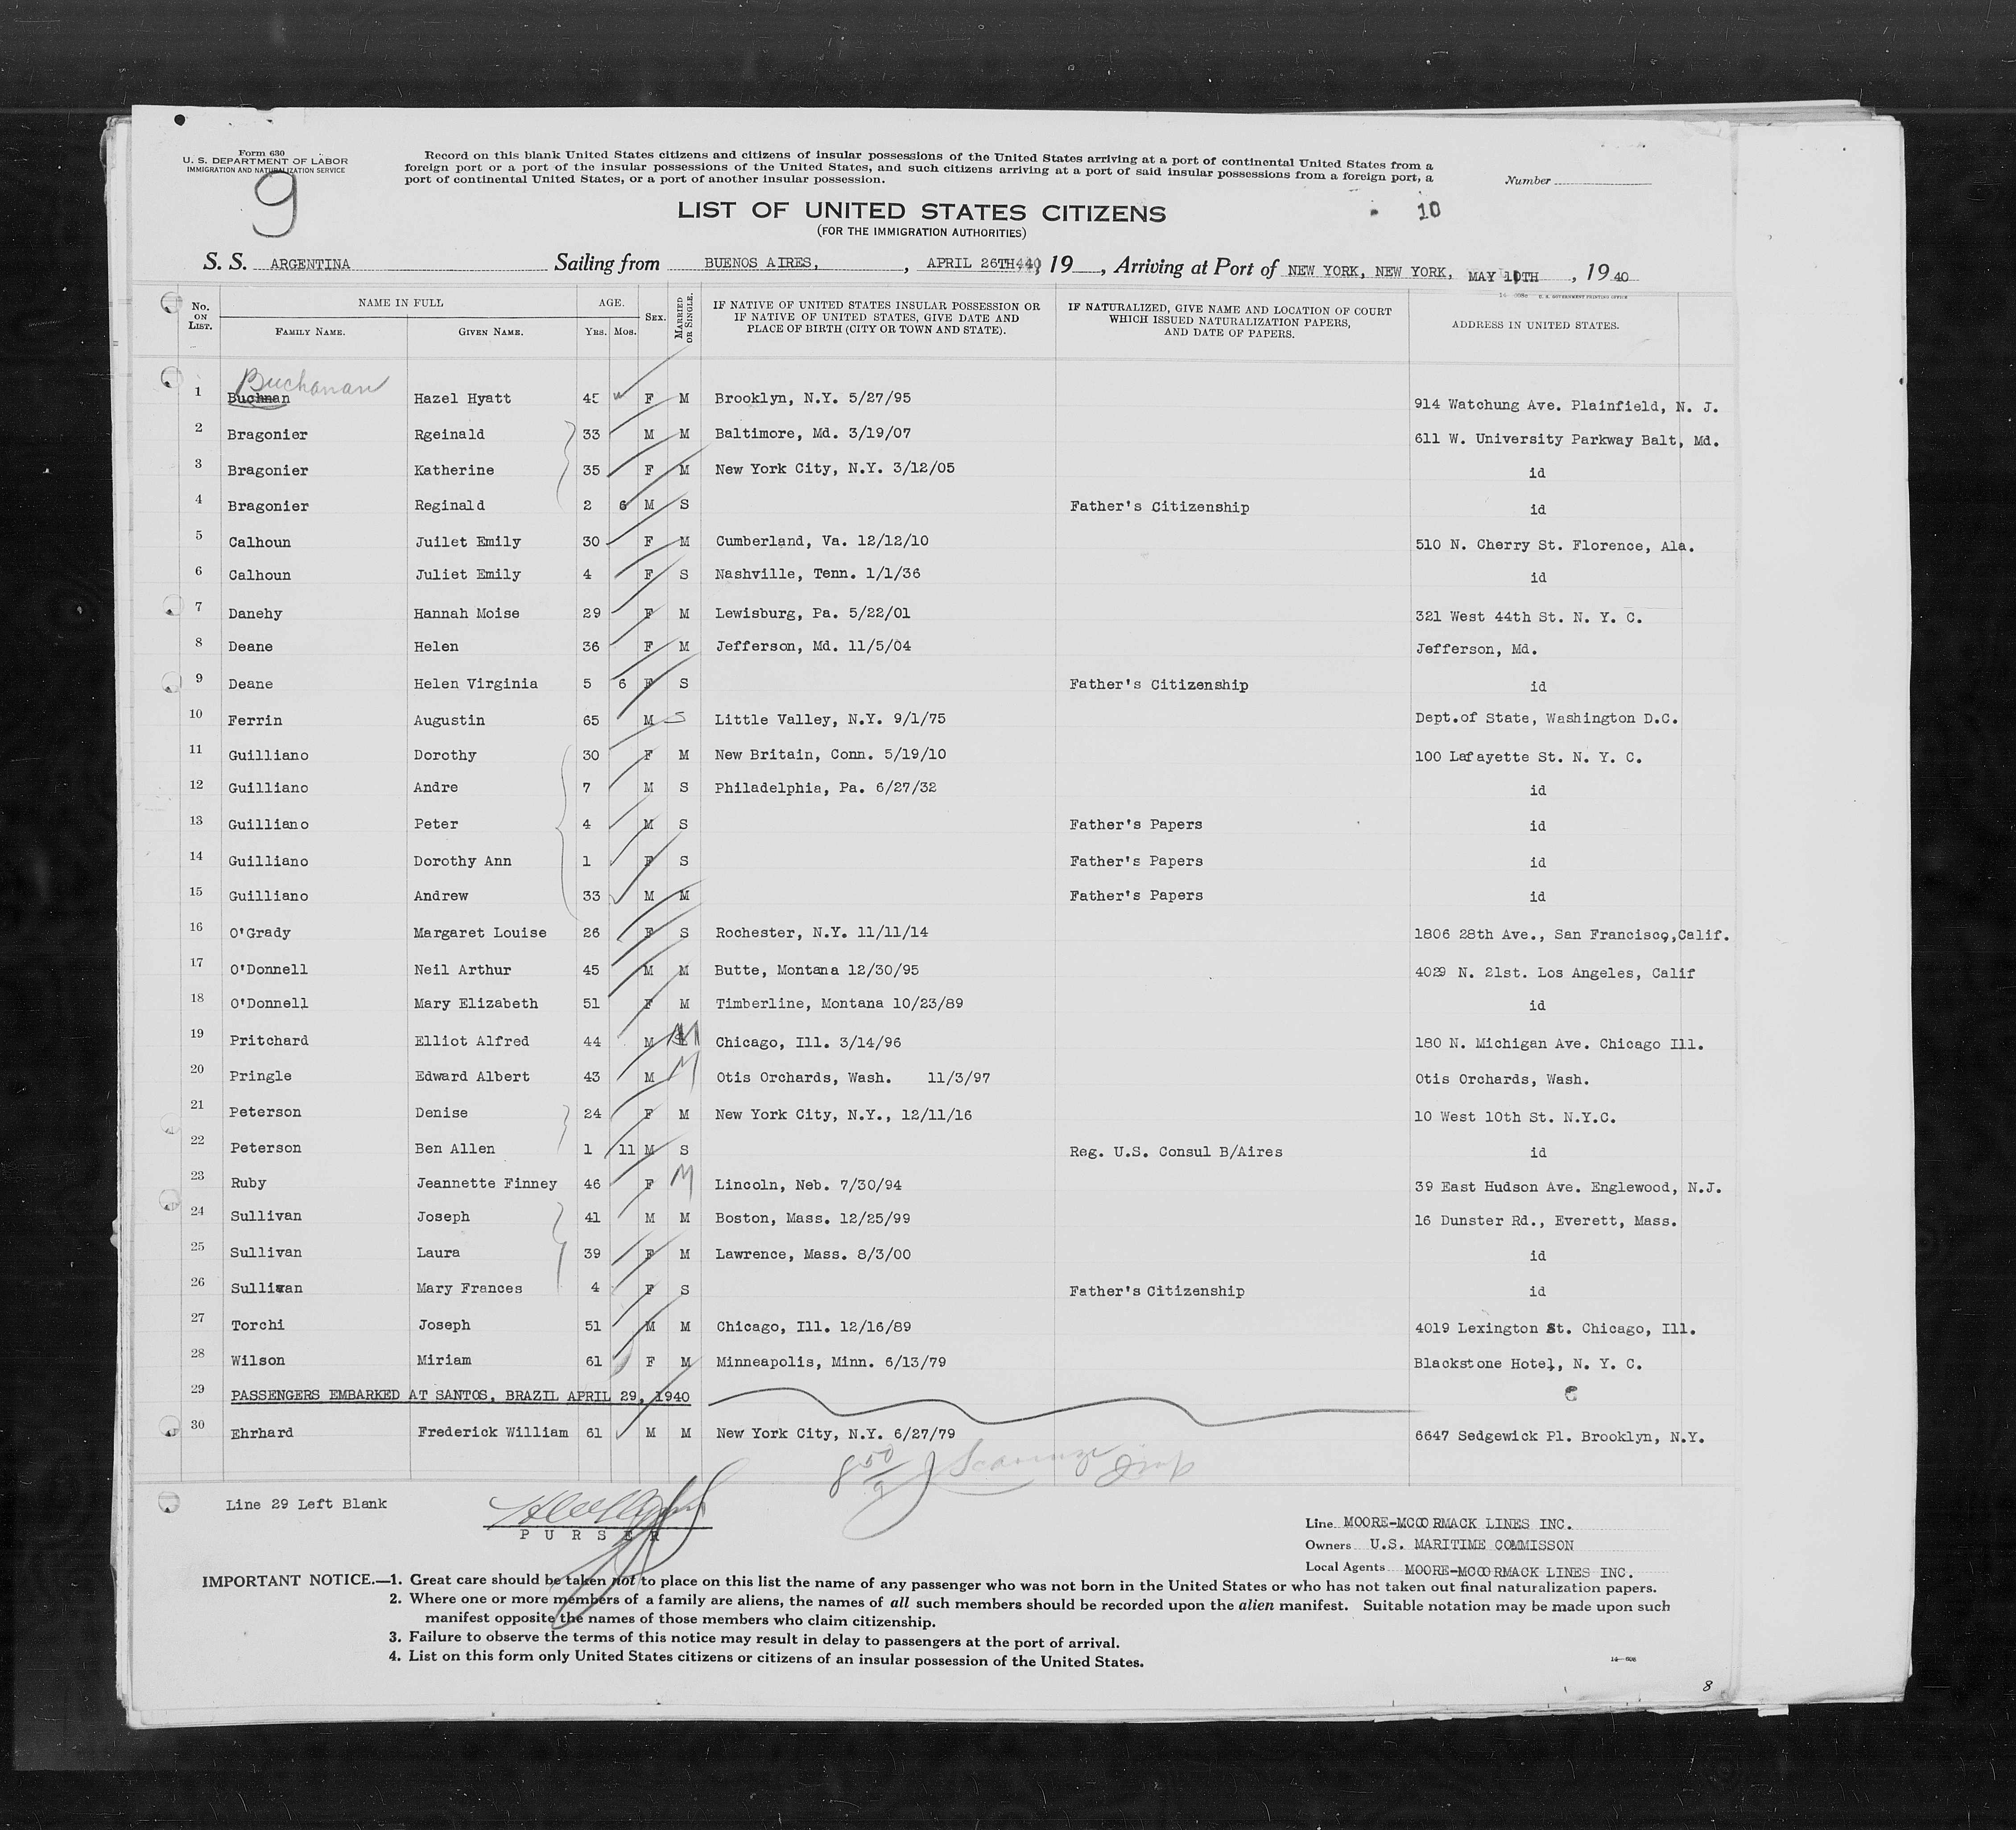 Form 630
U. S. DEPARTMENT OF LABOR
IMMIGRATION AND NATURALIZATION SERVICE
9
Record on this blank United States citizens and citizens of insular possessions of the United States arriving at a port of continental United States from a
foreign port or a port of the insular possessions of the United States, and such citizens arriving at a port of said insular possessions from a foreign port, a
port of continental United States, or a port of another insular possession.
Number
10
LIST OF UNITED STATES CITIZENS
(FOR THE IMMIGRATION AUTHORITIES)
S. S. ARGENTINA Sailing from BUENOS AIRES, , APRIL 26TH 19 , Arriving at Port of NEW YORK, NEW YORK, MAY 10TH , 19 40
U. S. GOVERNMENT PRINTING OFFICE
No. ON LIST. NAME IN FULL AGE. SEX. MARRIED OR SINGLE. IF NATIVE OF UNITED STATES INSULAR POSSESSION OR IF NATIVE OF UNITED STATES, GIVE DATE AND PLACE OF BIRTH (CITY OR TOWN AND STATE). IF NATURALIZED, GIVE NAME AND LOCATION OF COURT WHICH ISSUED NATURALIZATION PAPERS, AND DATE OF PAPERS. ADDRESS IN UNITED STATES.
FAMILY NAME. GIVEN NAME. YRS. MOS.
Buchanan
1 Buchnan Hazel Hyatt 45 F M Brooklyn, N.Y. 5/27/95 914 Watchung Ave. Plainfield, N. J.
2 Bragonier Rgeinald 33 M M Baltimore, Md. 3/19/07 611 W. University Parkway Balt, Md.
3 Bragonier Katherine 35 F M New York City, N.Y. 3/12/05 id
4 Bragonier Reginald 2 6 M S Father's Citizenship id
5 Calhoun Juilet Emily 30 F M Cumberland, Va. 12/12/10 510 N. Cherry St. Florence, Ala.
6 Calhoun Juliet Emily 4 F S Nashville, Tenn. 1/1/36 id
7 Danehy Hannah Moise 29 F M Lewisburg, Pa. 5/22/01 321 West 44th St. N. Y. C.
8 Deane Helen 36 F M Jefferson, Md. 11/5/04 Jefferson, Md.
9 Deane Helen Virginia 5 6 F S Father's Citizenship id
10 Ferrin Augustin 65 M S Little Valley, N.Y. 9/1/75 Dept.of State, Washington D.C.
11 Guilliano Dorothy 30 F M New Britain, Conn. 5/19/10 100 Lafayette St. N. Y. C.
12 Guilliano Andre 7 M S Philadelphia, Pa. 6/27/32 id
13 Guilliano Peter 4 M S Father's Papers id
14 Guilliano Dorothy Ann 1 F S Father's Papers id
15 Guilliano Andrew 33 M M Father's Papers id
16 O'Grady Margaret Louise 26 F S Rochester, N.Y. 11/11/14 1806 28th Ave., San Francisco,Calif.
17 O'Donnell Neil Arthur 45 M M Butte, Montana 12/30/95 4029 N. 21st. Los Angeles, Calif
18 O'Donnell Mary Elizabeth 51 F M Timberline, Montana 10/23/89 id
19 Pritchard Elliot Alfred 44 M M Chicago, Ill. 3/14/96 180 N. Michigan Ave. Chicago Ill.
20 Pringle Edward Albert 43 M M Otis Orchards, Wash. 11/3/97 Otis Orchards, Wash.
21 Peterson Denise 24 F M New York City, N.Y., 12/11/16 10 West 10th St. N.Y.C.
22 Peterson Ben Allen 1 11 M S Reg. U.S. Consul B/Aires id
23 Ruby Jeannette Finney 46 F M Lincoln, Neb. 7/30/94 39 East Hudson Ave. Englewood, N.J.
24 Sullivan Joseph 41 M M Boston, Mass. 12/25/99 16 Dunster Rd., Everett, Mass.
25 Sullivan Laura 39 F M Lawrence, Mass. 8/3/00 id
26 Sullivan Mary Frances 4 F S Father's Citizenship id
27 Torchi Joseph 51 M M Chicago, Ill. 12/16/89 4019 Lexington St. Chicago, Ill.
28 Wilson Miriam 61 F M Minneapolis, Minn. 6/13/79 Blackstone Hotel, N. Y. C.
29 PASSENGERS EMBARKED AT SANTOS, BRAZIL APRIL 29, 1940
30 Ehrhard Frederick William 61 M M New York City, N.Y. 6/27/79 6647 Sedgewick Pl. Brooklyn, N.Y.
Line 29 Left Blank
PURSER
Line MOORE-MCCORMACK LINES INC.
Owners U.S. MARITIME COMMISSON
Local Agents MOORE-MCCORMACK LINES INC.
IMPORTANT NOTICE.—1. Great care should be taken not to place on this list the name of any passenger who was not born in the United States or who has not taken out final naturalization papers.
2. Where one or more members of a family are aliens, the names of all such members should be recorded upon the alien manifest. Suitable notation may be made upon such
manifest opposite the names of those members who claim citizenship.
3. Failure to observe the terms of this notice may result in delay to passengers at the port of arrival.
4. List on this form only United States citizens or citizens of an insular possession of the United States.
14—608
8